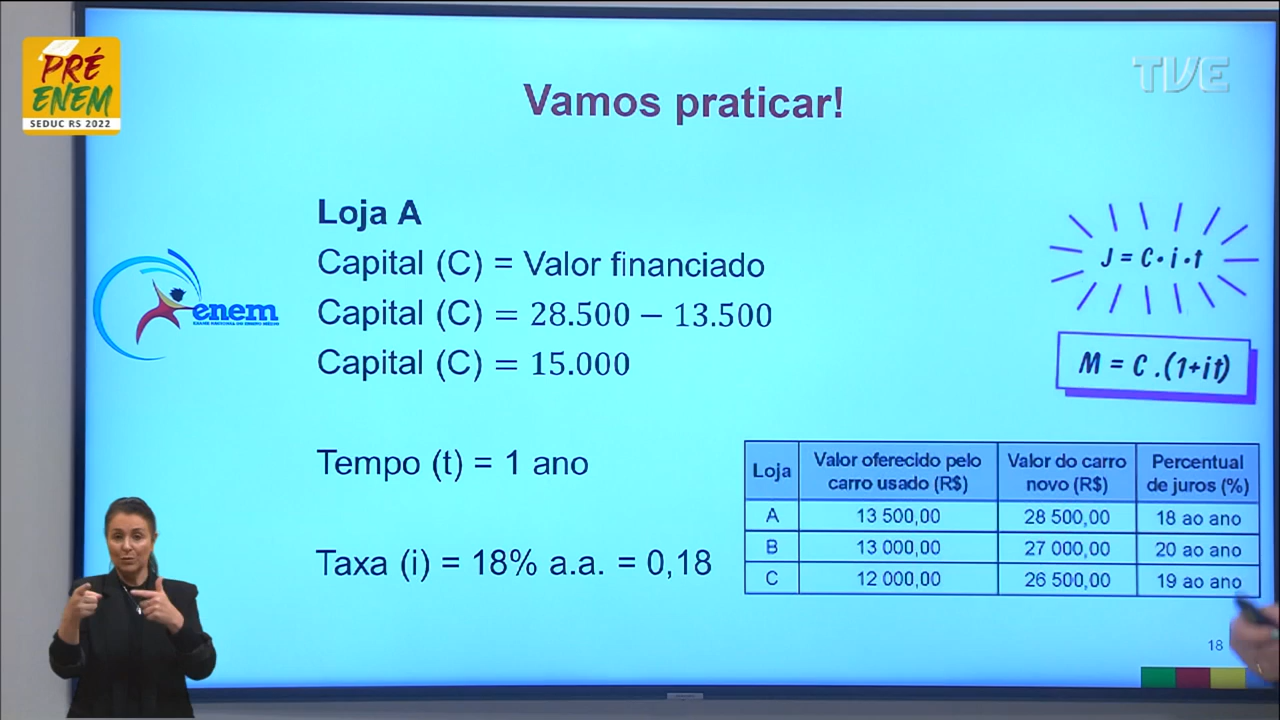 PRÉ
ENEM
SEDUC RS 2022
TVE
Vamos praticar!
Loja A
Capital (C) = Valor financiado
Capital (C) = 28.500 − 13.500
Capital (C) = 15.000
Tempo (t) = 1 ano
Taxa (i) = 18% a.a. = 0,18
enem
J = C • i • t
M = C .(1+it)
Loja Valor oferecido pelo carro usado (R$) Valor do carro novo (R$) Percentual de juros (%)
A 13 500,00 28 500,00 18 ao ano
B 13 000,00 27 000,00 20 ao ano
C 12 000,00 26 500,00 19 ao ano
18